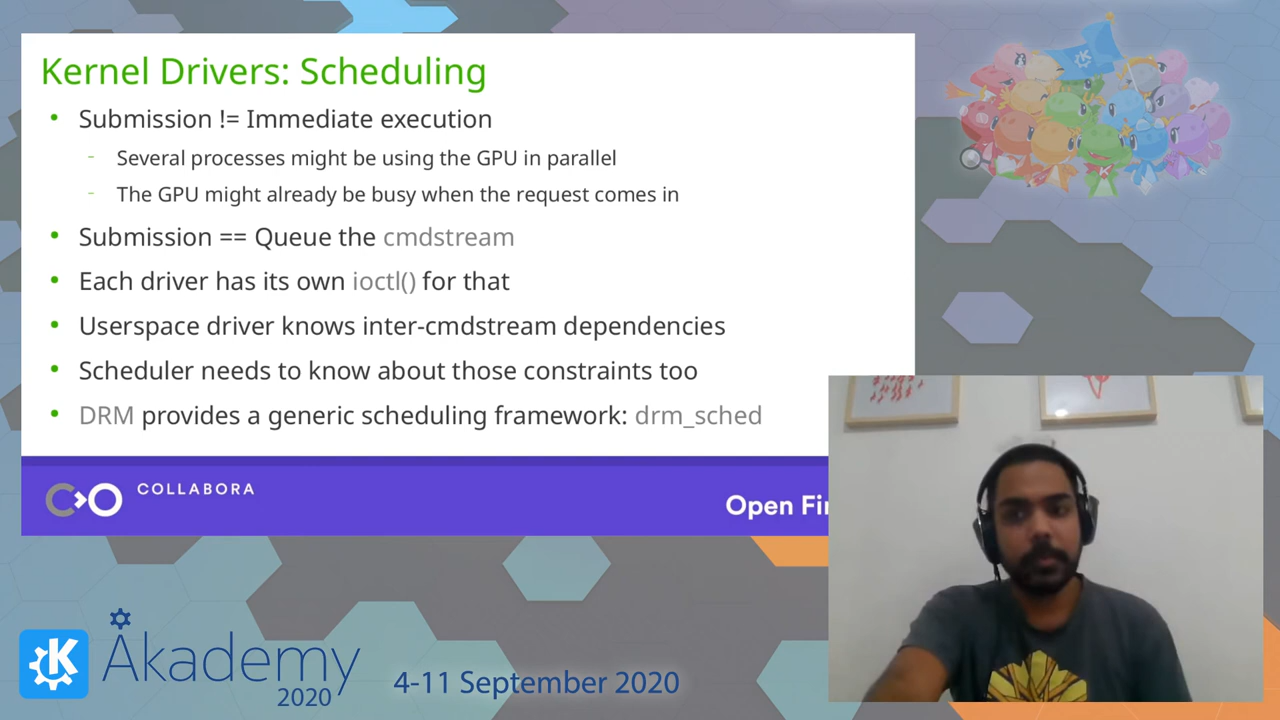 Kernel Drivers: Scheduling
• Submission != Immediate execution
- Several processes might be using the GPU in parallel
- The GPU might already be busy when the request comes in
• Submission == Queue the cmdstream
• Each driver has its own ioctl() for that
• Userspace driver knows inter-cmdstream dependencies
• Scheduler needs to know about those constraints too
• DRM provides a generic scheduling framework: drm_sched
COLLABORA
Open Fir
Akademy
2020
4-11 September 2020